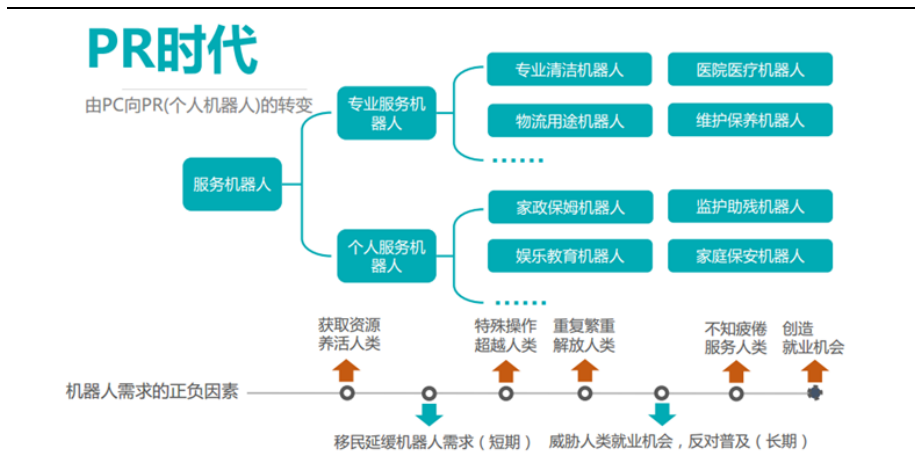 PR时代
由PC向PR(个人机器人)的转变
服务机器人
专业服务机
器人
专业清洁机器人
医院医疗机器人
物流用途机器人
维护保养机器人
......
个人服务机
器人
家政保姆机器人
监护助残机器人
娱乐教育机器人
家庭保安机器人
......
获取资源
养活人类
特殊操作
超越人类
重复繁重
解放人类
不知疲倦
服务人类
创造
就业机会
机器人需求的正负因素
移民延缓机器人需求（短期）
威胁人类就业机会，反对普及（长期）